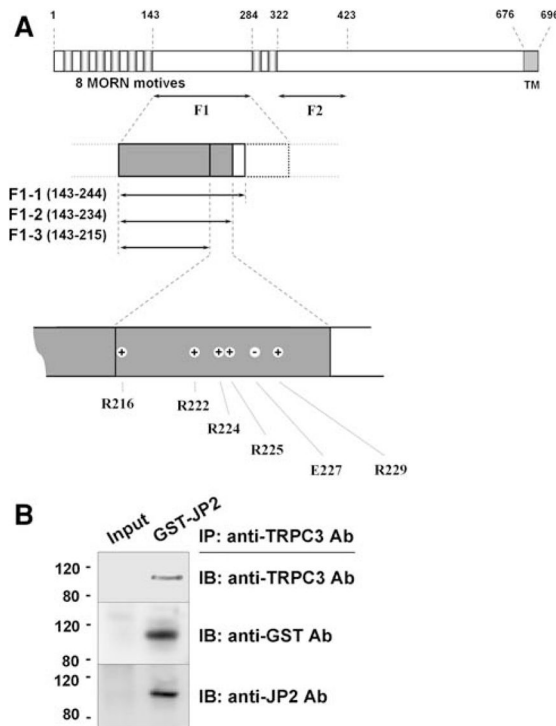 A
1 143 284 322 423 676 696
8 MORN motives TM
F1 F2
F1-1 (143-244)
F1-2 (143-234)
F1-3 (143-215)
+ + + + - +
R216
R222
R224
R225
E227
R229
B
Input GST-JP2
IP: anti-TRPC3 Ab
120 -
80 -
IB: anti-TRPC3 Ab
120 -
80 -
IB: anti-GST Ab
120 -
80 -
IB: anti-JP2 Ab